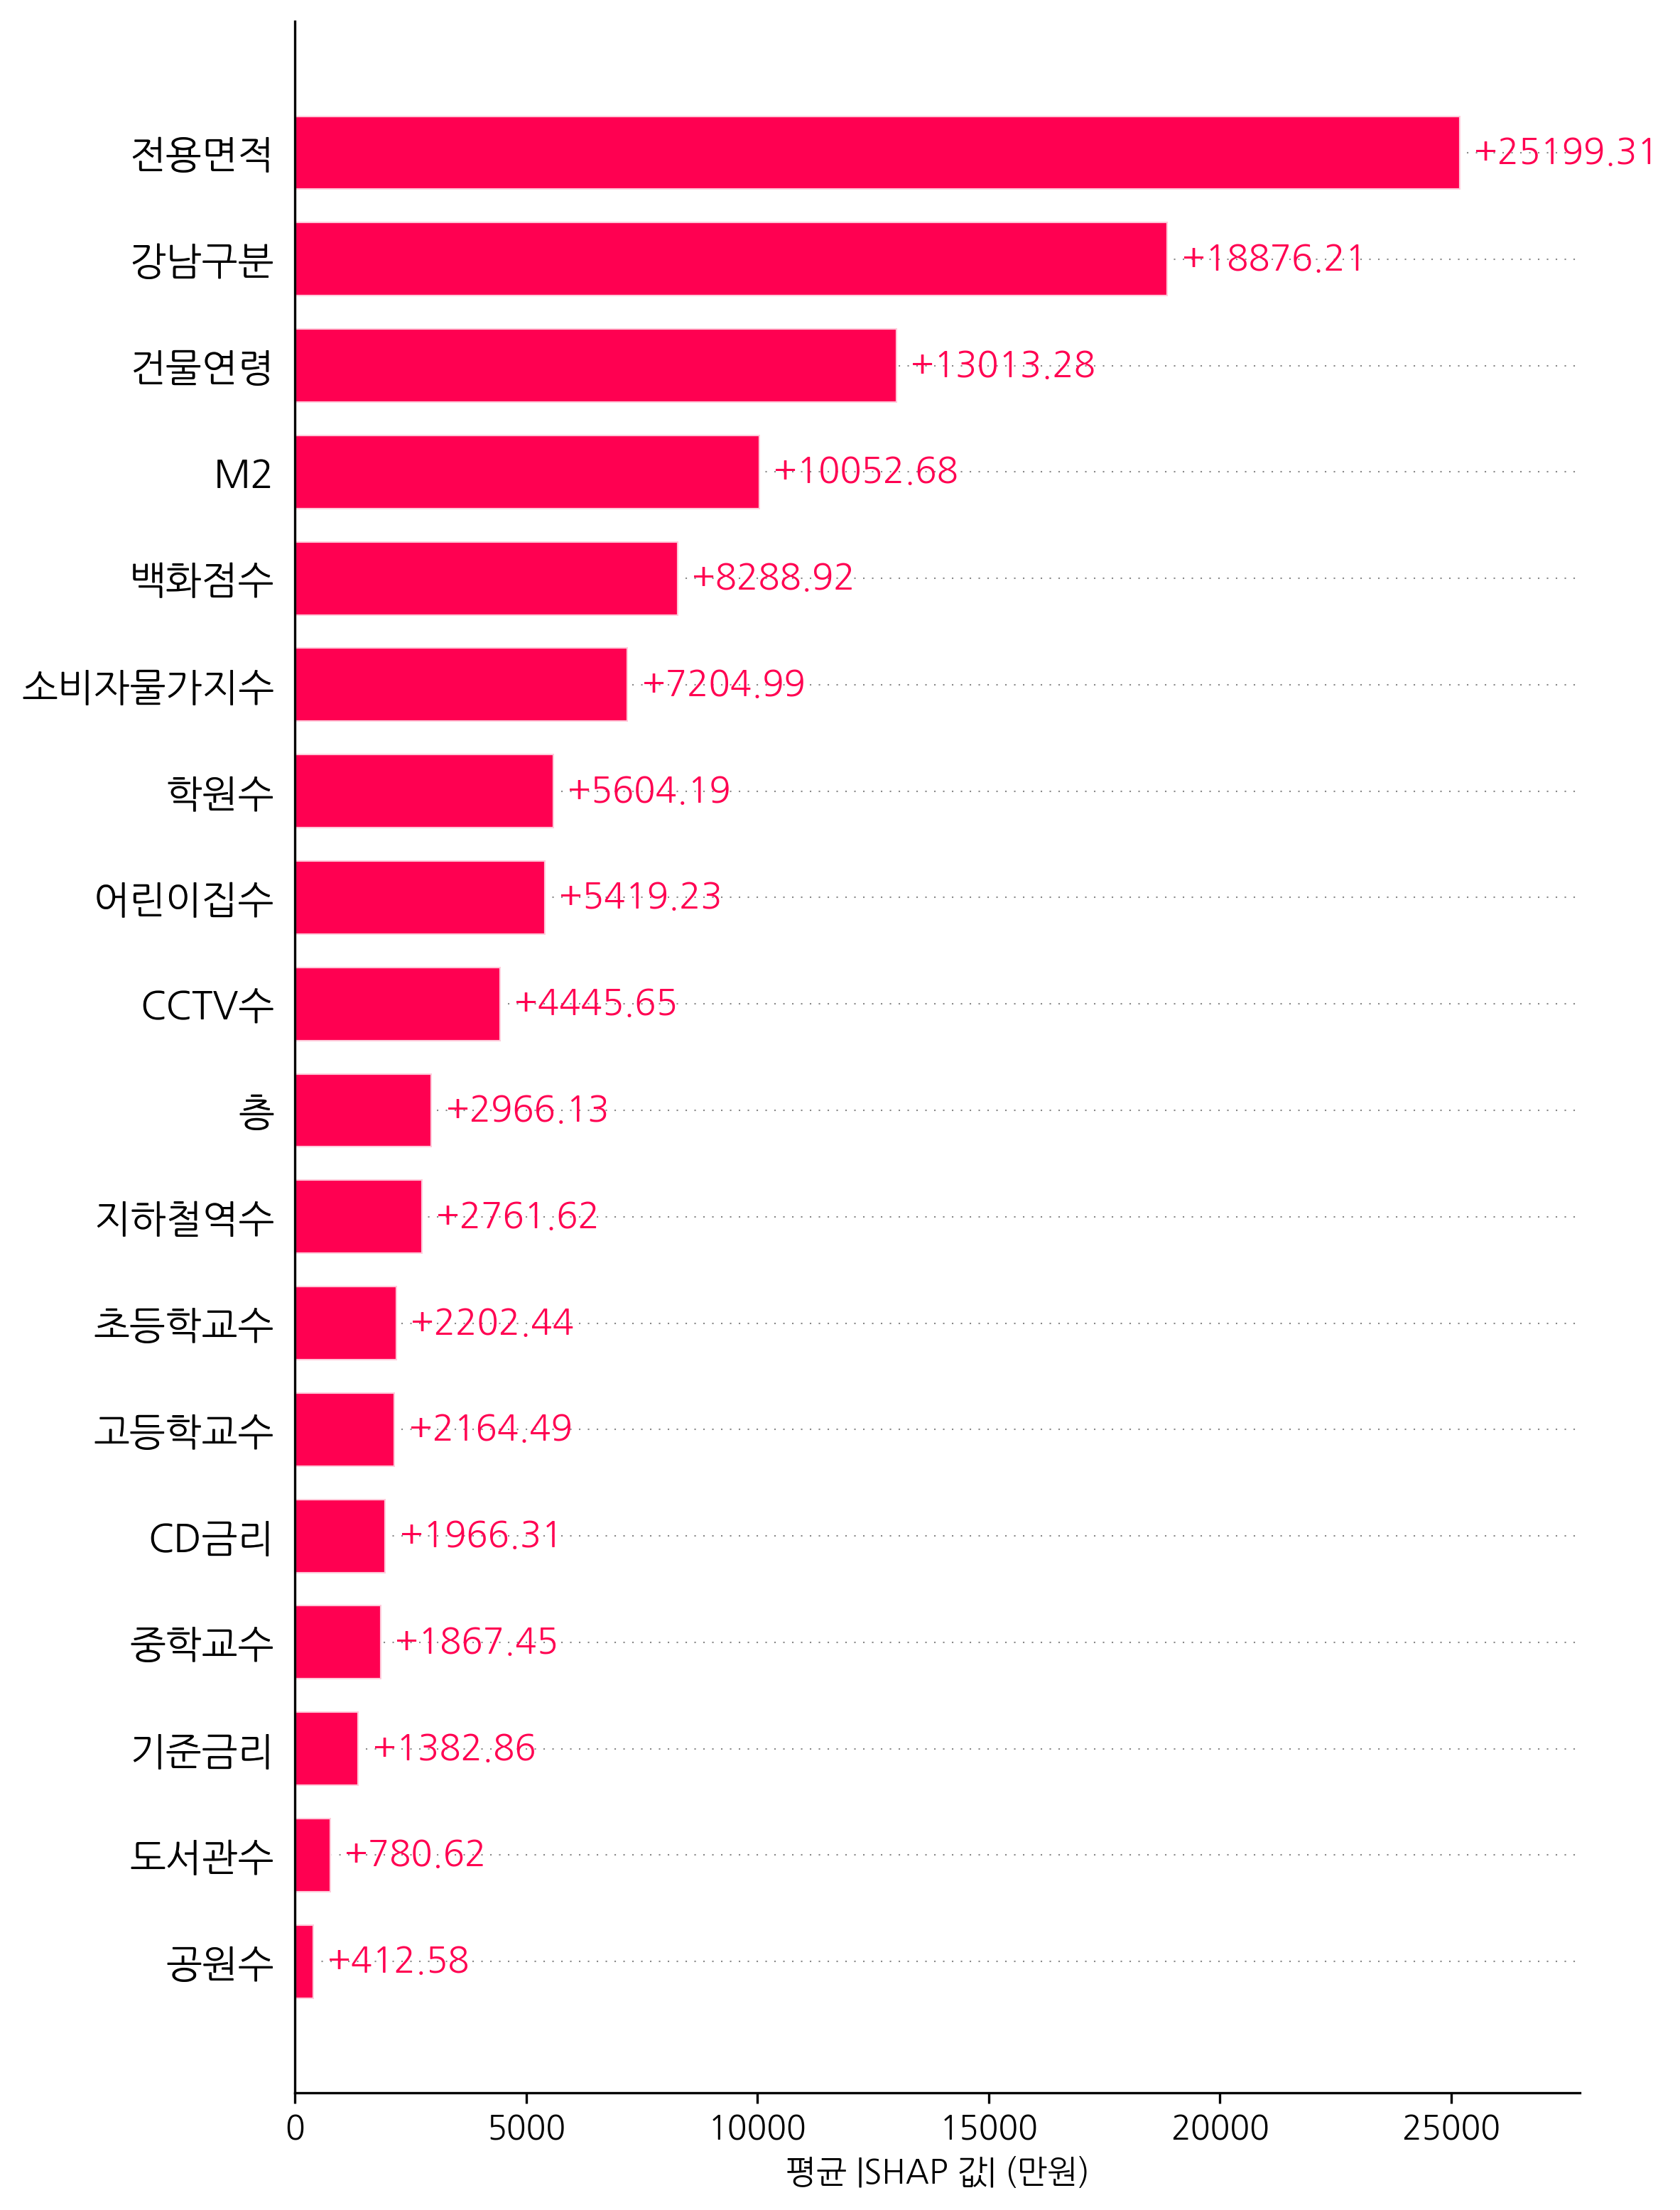 전용면적 +25199.31
강남구분 +18876.21
건물연령 +13013.28
M2 +10052.68
백화점수 +8288.92
소비자물가지수 +7204.99
학원수 +5604.19
어린이집수 +5419.23
CCTV수 +4445.65
층 +2966.13
지하철역수 +2761.62
초등학교수 +2202.44
고등학교수 +2164.49
CD금리 +1966.31
중학교수 +1867.45
기준금리 +1382.86
도서관수 +780.62
공원수 +412.58
0 5000 10000 15000 20000 25000
평균 |SHAP 값| (만원)